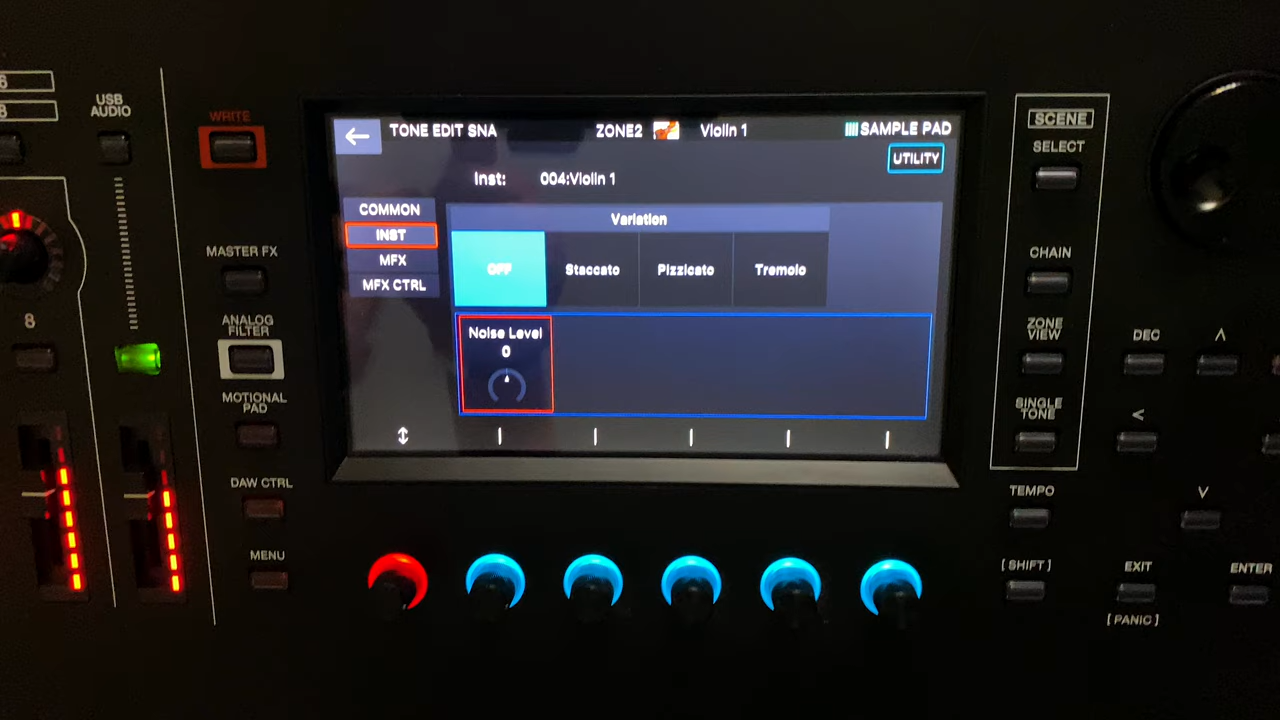 6
8
USB
AUDIO
8
WRITE
MASTER FX
ANALOG
FILTER
MOTIONAL
PAD
DAW CTRL
MENU
TONE EDIT SNA
ZONE2
Violin 1
SAMPLE PAD
UTILITY
Inst:
004:Violin 1
COMMON
INST
MFX
MFX CTRL
Variation
OFF
Staccato
Pizzicato
Tremolo
Noise Level
0
SCENE
SELECT
CHAIN
ZONE
VIEW
SINGLE
TONE
TEMPO
[SHIFT]
DEC
EXIT
[PANIC]
ENTER